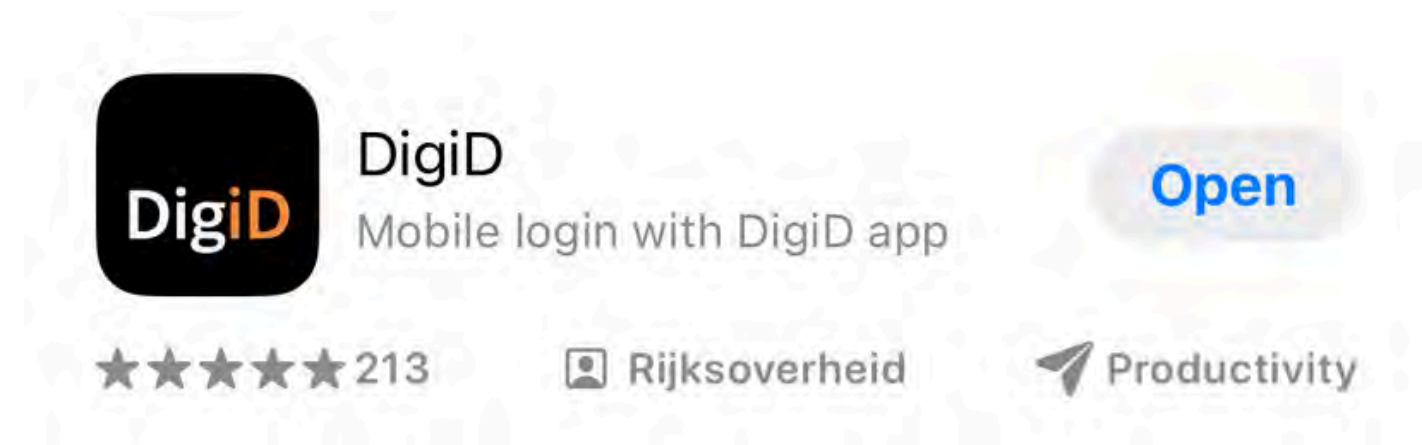 DigiD
DigiD
Mobile login with DigiD app
Open
213
Rijksoverheid
Productivity